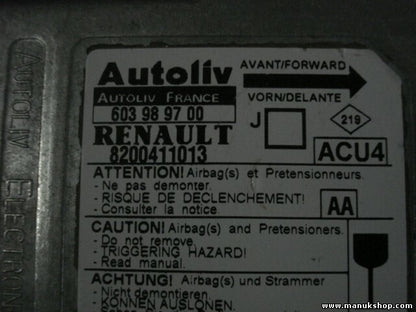 Autoliv
AVANT/FORWARD
AUTOLIV FRANCE
VORN/DELANTE
603 98 97 00
J
219
RENAULT
8200411013
ACU4
ATTENTION! Airbag(s) et Pretensionneurs.
- Ne pas demonter.
- RISQUE DE DECLENCHEMENT!
- Consulter la notice.
AA
CAUTION! Airbag(s) and Pretensioners.
- Do not remove.
- TRIGGERING HAZARD!
- Read manual.
ACHTUNG! Airbag(s) und Strammer
- Nicht demontieren.
- KONNEN AUSLOSEN.
AUTOLIV ELECTRON
www.manukshop.com